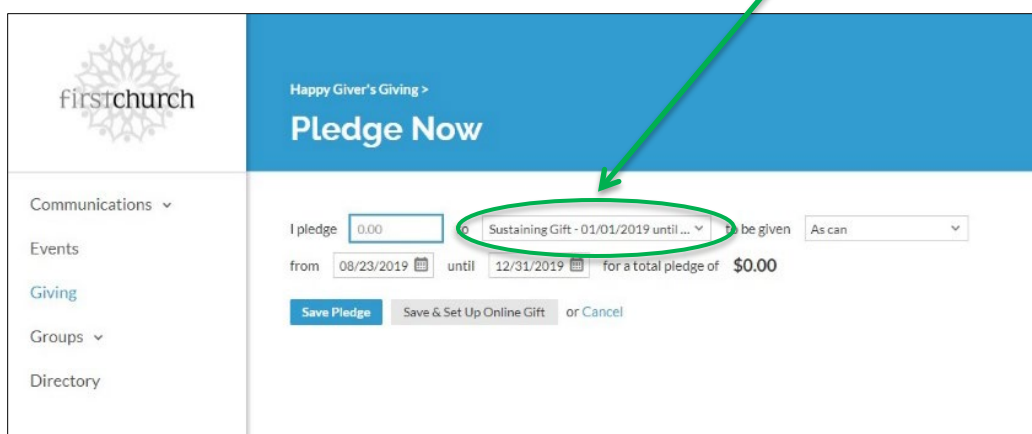 firstchurch
Happy Giver's Giving >
Pledge Now
Communications
Events
Giving
Groups
Directory
I pledge 0.00 to Sustaining Gift - 01/01/2019 until ... to be given As can
from 08/23/2019 until 12/31/2019 for a total pledge of $0.00
Save Pledge Save & Set Up Online Gift or Cancel